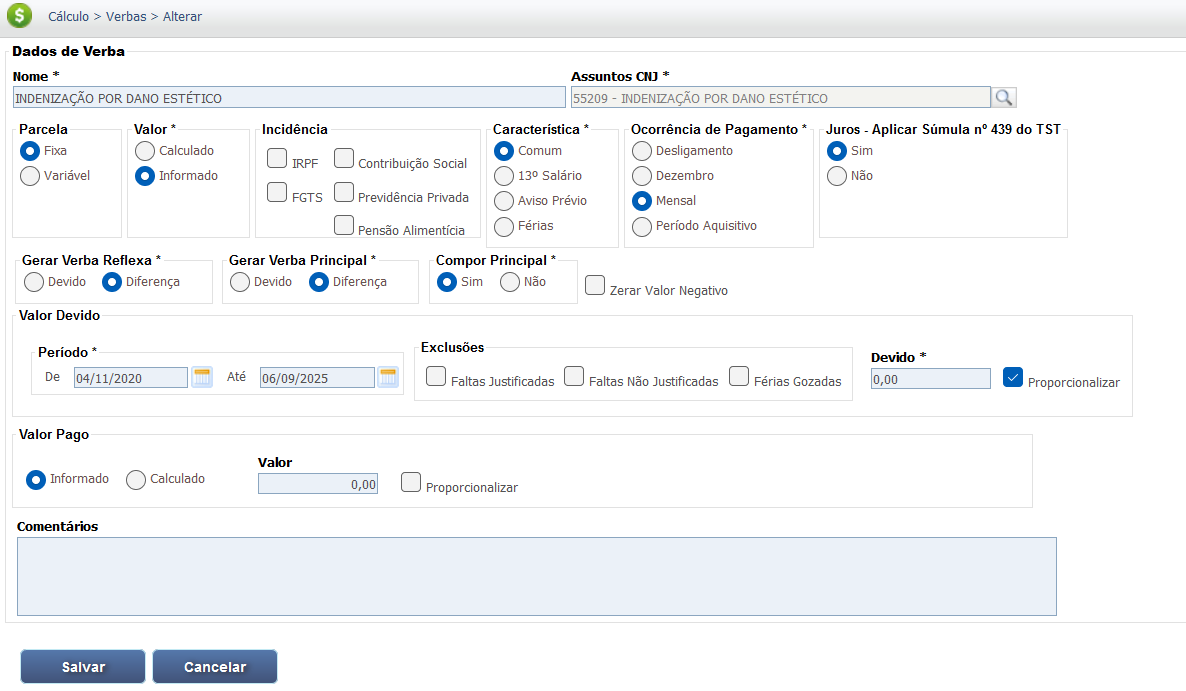 $
Cálculo > Verbas > Alterar
Dados de Verba
Nome * Assuntos CNJ *
INDENIZAÇÃO POR DANO ESTÉTICO 55209 - INDENIZAÇÃO POR DANO ESTÉTICO
Parcela Valor * Incidência Característica * Ocorrência de Pagamento * Juros - Aplicar Súmula nº 439 do TST
Fixa Calculado IRPF Contribuição Social Comum Desligamento Sim
Variável Informado FGTS Previdência Privada 13º Salário Dezembro Não
Pensão Alimentícia Aviso Prévio Mensal
Férias Período Aquisitivo
Gerar Verba Reflexa * Gerar Verba Principal * Compor Principal *
Devido Diferença Devido Diferença Sim Não Zerar Valor Negativo
Valor Devido
Período * Exclusões Devido *
De 04/11/2020 Até 06/09/2025 Faltas Justificadas Faltas Não Justificadas Férias Gozadas 0,00 Proporcionalizar
Valor Pago
Valor
Informado Calculado 0,00 Proporcionalizar
Comentários
Salvar Cancelar